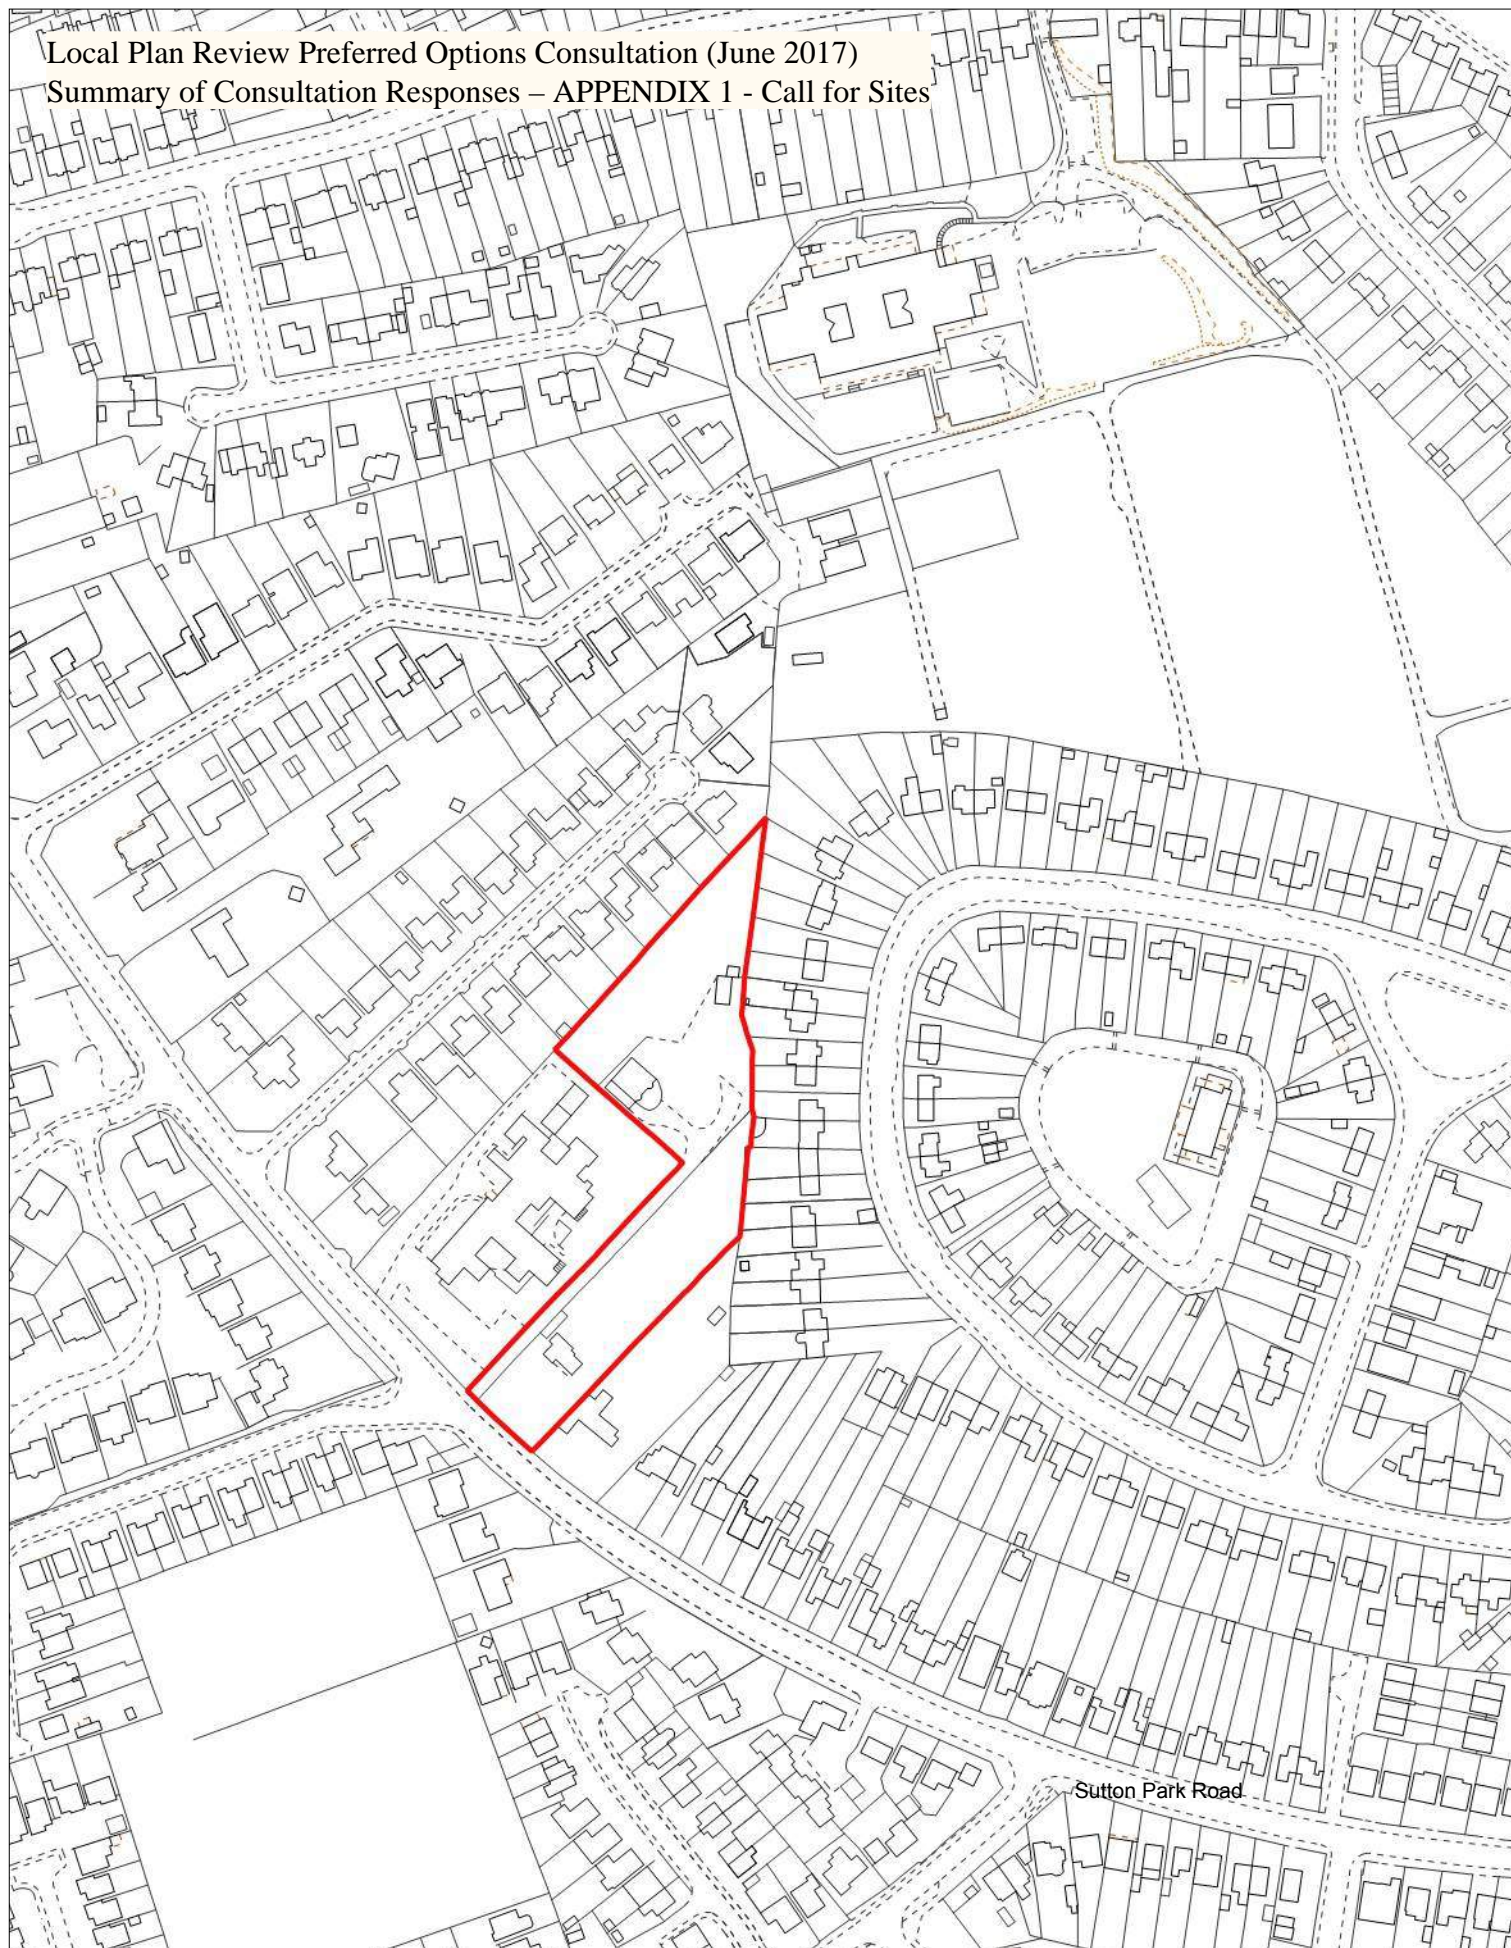 Local Plan Review Preferred Options Consultation (June 2017)
Summary of Consultation Responses – APPENDIX 1 - Call for Sites
Sutton Park Road